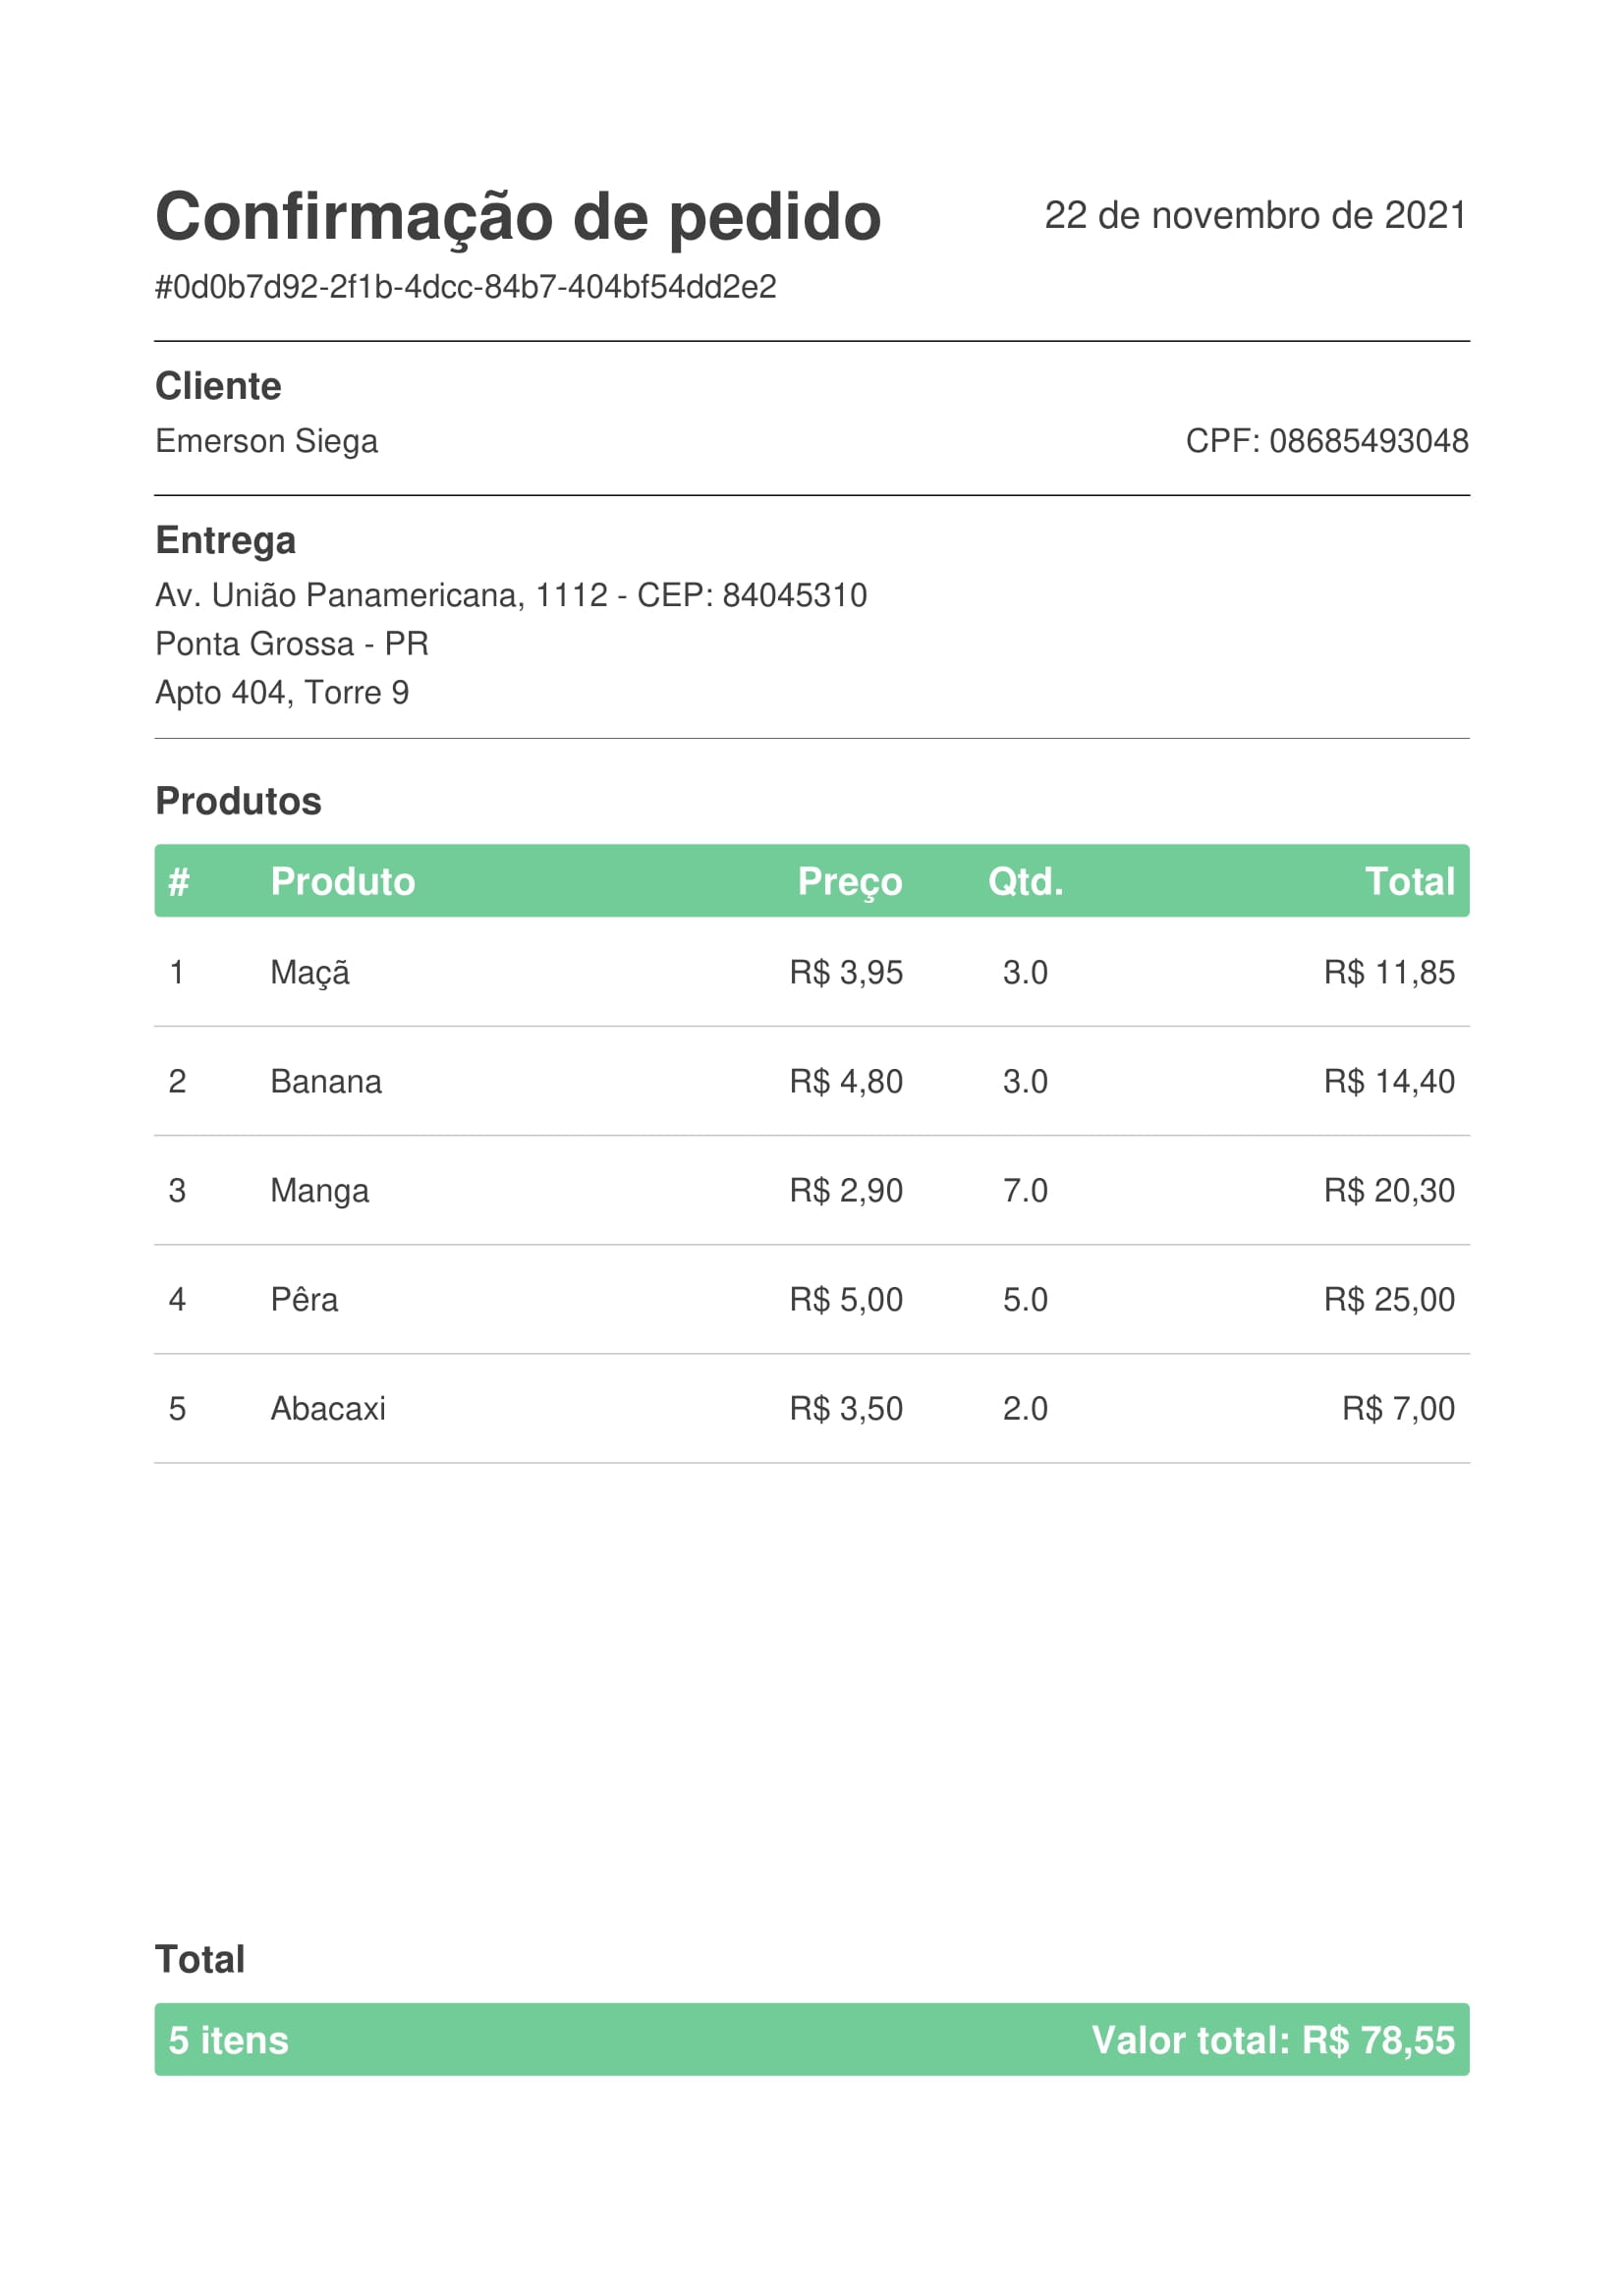 Confirmação de pedido 22 de novembro de 2021
#0d0b7d92-2f1b-4dcc-84b7-404bf54dd2e2
Cliente
Emerson Siega CPF: 08685493048
Entrega
Av. União Panamericana, 1112 - CEP: 84045310
Ponta Grossa - PR
Apto 404, Torre 9
Produtos
# Produto Preço Qtd. Total
1 Maçã R$ 3,95 3.0 R$ 11,85
2 Banana R$ 4,80 3.0 R$ 14,40
3 Manga R$ 2,90 7.0 R$ 20,30
4 Pêra R$ 5,00 5.0 R$ 25,00
5 Abacaxi R$ 3,50 2.0 R$ 7,00
Total
5 itens Valor total: R$ 78,55